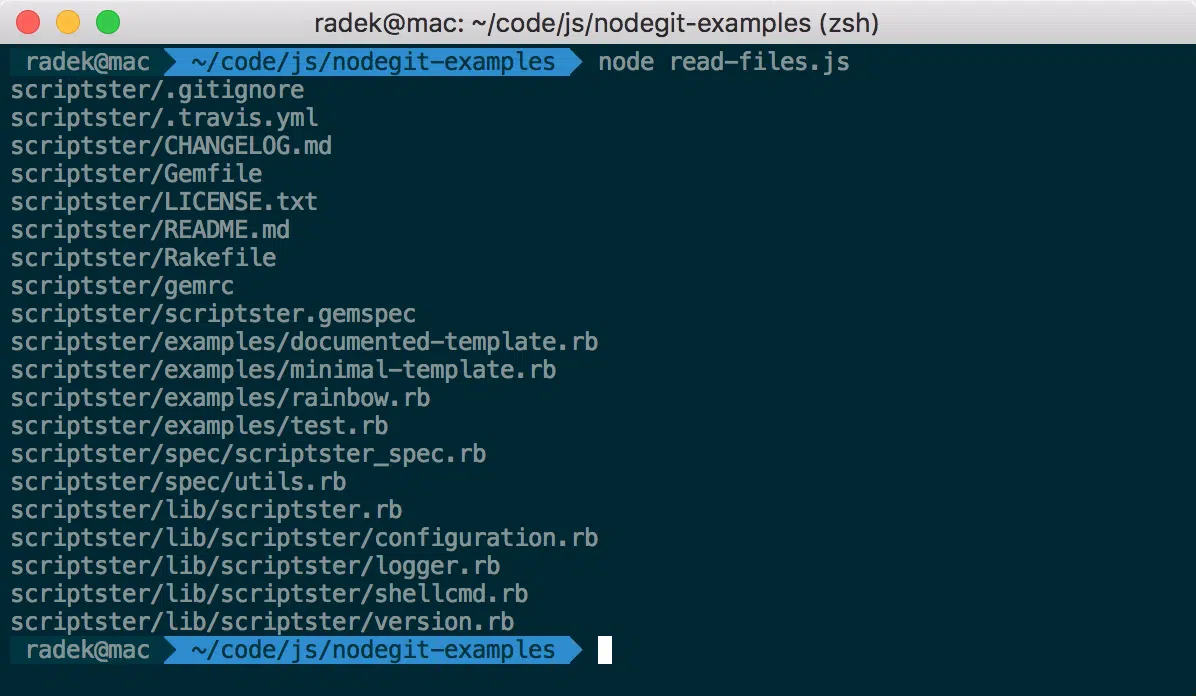 radek@mac: ~/code/js/nodegit-examples (zsh)
radek@mac ~/code/js/nodegit-examples node read-files.js
scriptster/.gitignore
scriptster/.travis.yml
scriptster/CHANGELOG.md
scriptster/Gemfile
scriptster/LICENSE.txt
scriptster/README.md
scriptster/Rakefile
scriptster/gemrc
scriptster/scriptster.gemspec
scriptster/examples/documented-template.rb
scriptster/examples/minimal-template.rb
scriptster/examples/rainbow.rb
scriptster/examples/test.rb
scriptster/spec/scriptster_spec.rb
scriptster/spec/utils.rb
scriptster/lib/scriptster.rb
scriptster/lib/scriptster/configuration.rb
scriptster/lib/scriptster/logger.rb
scriptster/lib/scriptster/shellcmd.rb
scriptster/lib/scriptster/version.rb
radek@mac ~/code/js/nodegit-examples